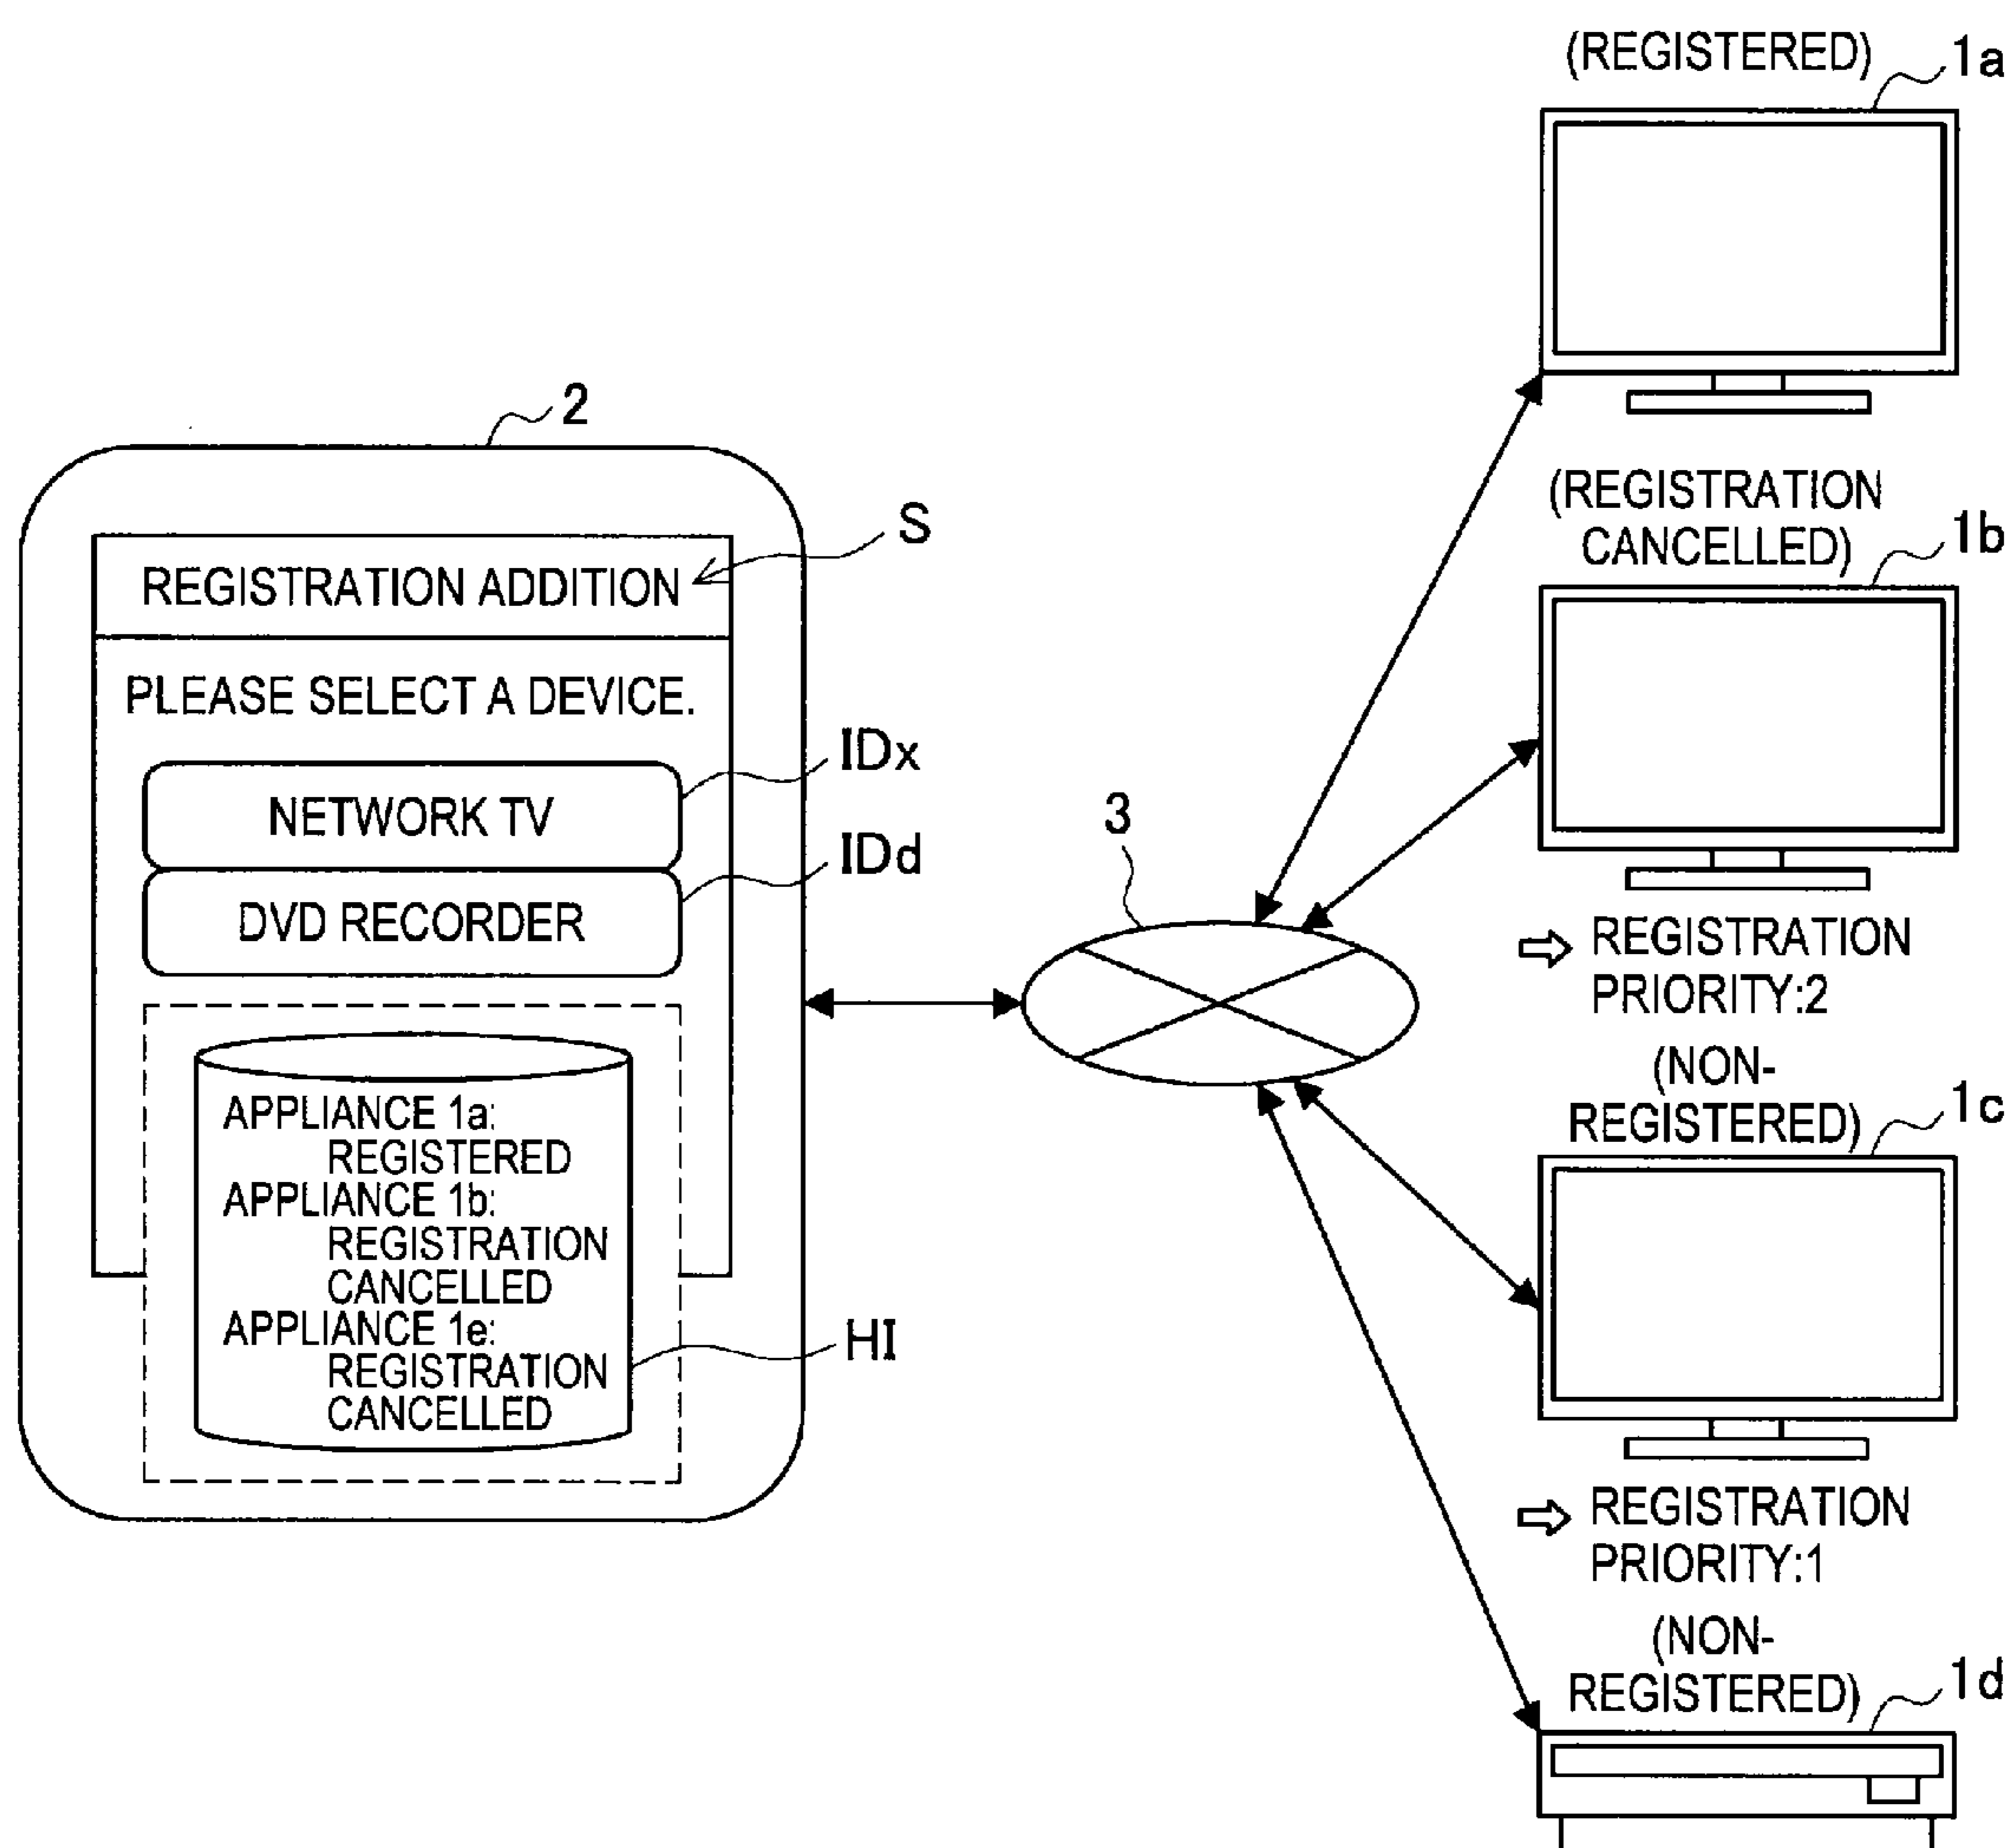 2
REGISTRATION ADDITION
S
PLEASE SELECT A DEVICE.
NETWORK TV
IDx
DVD RECORDER
IDd
APPLIANCE 1a:
REGISTERED
APPLIANCE 1b:
REGISTRATION
CANCELLED
APPLIANCE 1e:
REGISTRATION
CANCELLED
HI
3
(REGISTERED)
1a
(REGISTRATION
CANCELLED)
1b
⇨ REGISTRATION
PRIORITY:2
(NON-
REGISTERED)
1c
⇨ REGISTRATION
PRIORITY:1
(NON-
REGISTERED)
1d